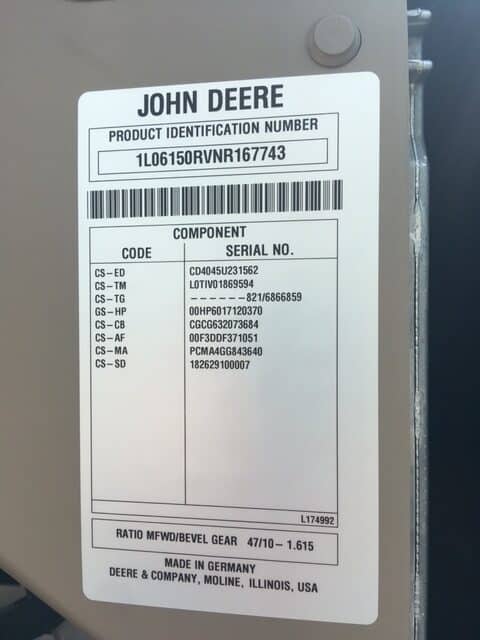 JOHN DEERE
PRODUCT IDENTIFICATION NUMBER
1L06150RVNR167743
COMPONENT
CODE SERIAL NO.
CS-ED CD4045U231562
CS-TM L0TIV01869594
CS-TG ------821/6866859
GS-HP 00HP6017120370
CS-CB CGCG632073684
CS-AF 00F3DDF371051
CS-MA PCMA4GG843640
CS-SD 182629100007
L174992
RATIO MFWD/BEVEL GEAR 47/10-1.615
MADE IN GERMANY
DEERE & COMPANY, MOLINE, ILLINOIS, USA